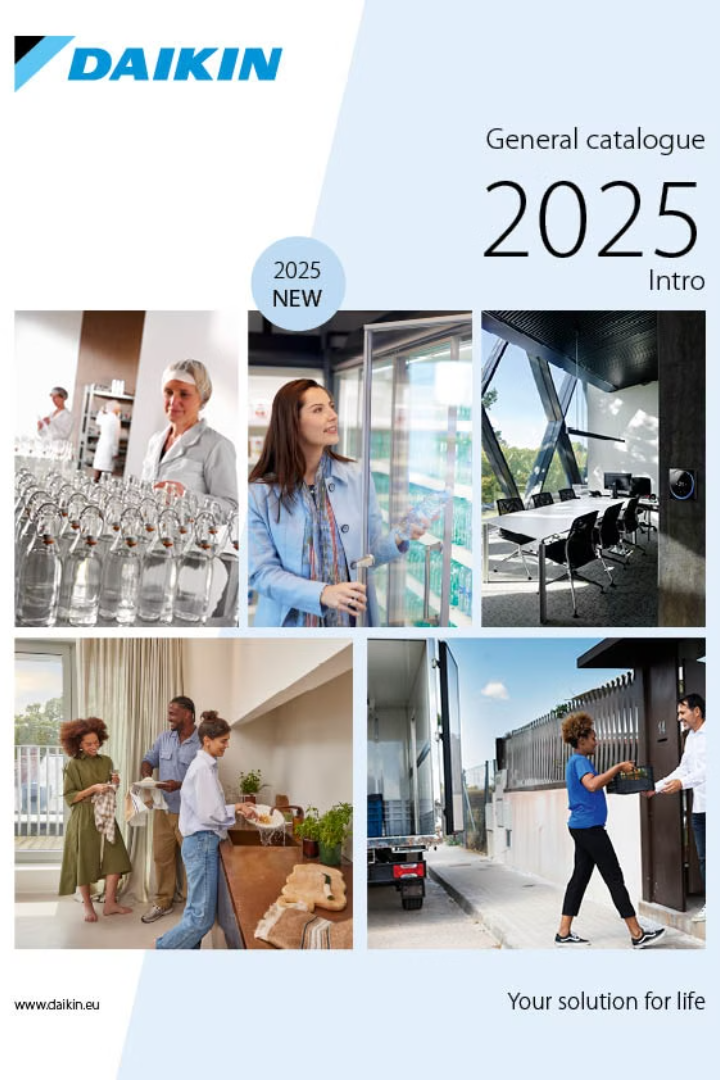 DAIKIN
General catalogue
2025
Intro
2025
NEW
www.daikin.eu
Your solution for life